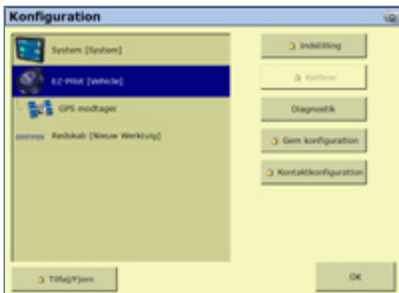 Konfiguration
System [System]
EZ-Pilot [Vehicle]
GPS modtager
Redskab [Nieuw Werktuig]
Indstilling
Kalibrer
Diagnostik
Gem konfiguration
Kontaktkonfiguration
Tilføj/Fjern
OK